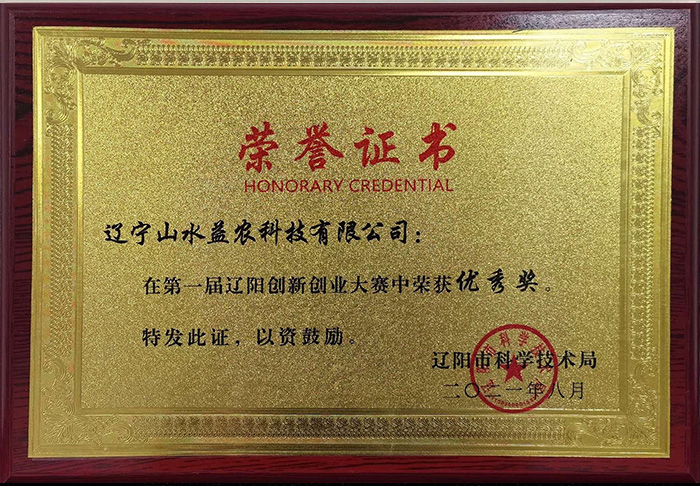 荣誉证书
HONORARY CREDENTIAL
辽宁山水益农科技有限公司：
在第一届辽阳创新创业大赛中荣获优秀奖。
特发此证，以资鼓励。
辽阳市科学技术局
二〇二一年八月